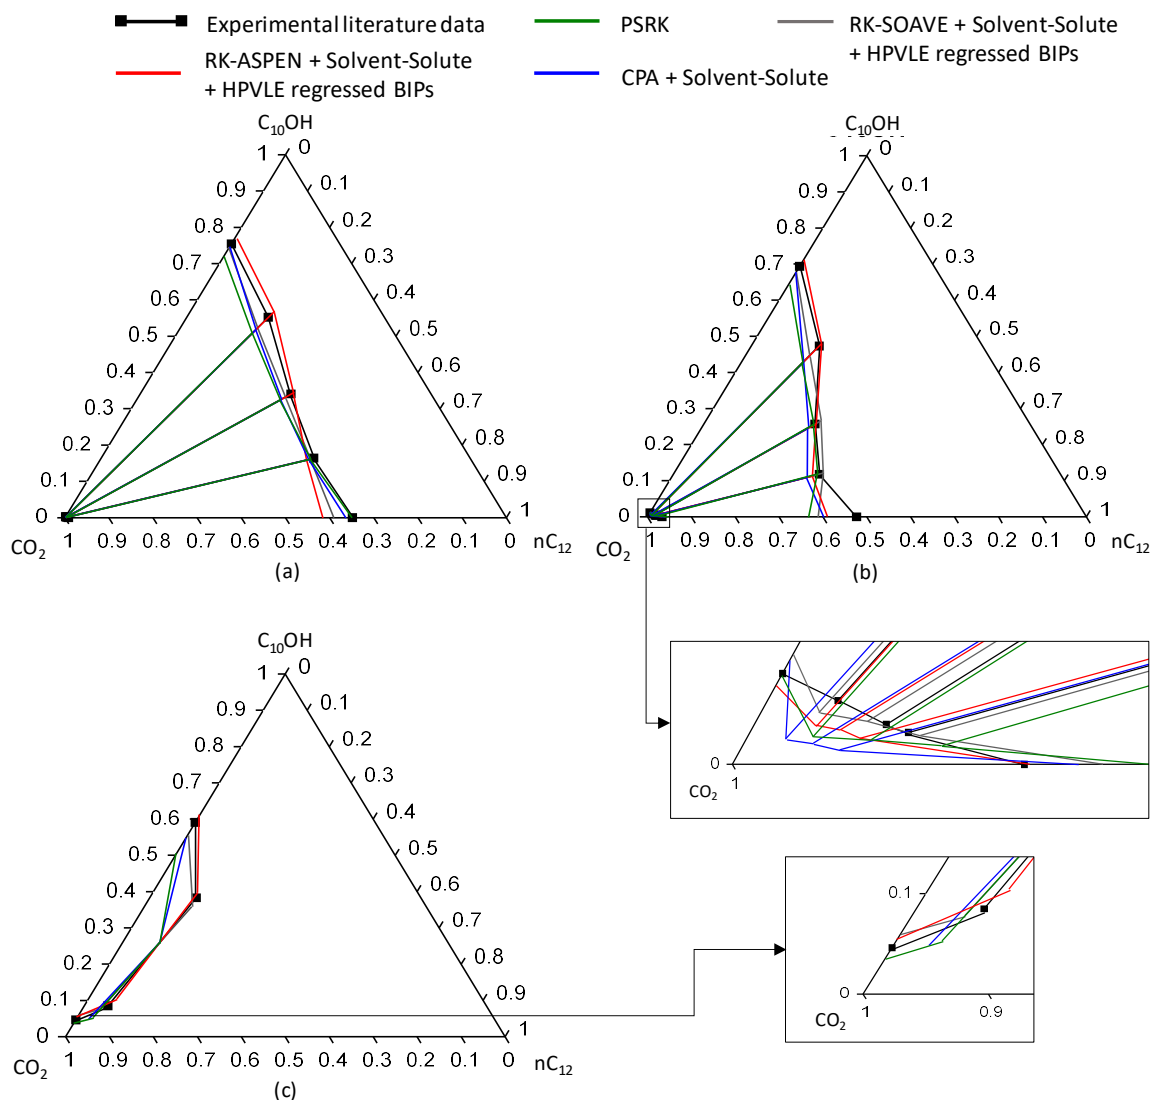 Experimental literature data
PSRK
RK-SOAVE + Solvent-Solute
+ HPVLE regressed BIPs
RK-ASPEN + Solvent-Solute
+ HPVLE regressed BIPs
CPA + Solvent-Solute
C₁₀OH
1 0
0.9 0.1
0.8 0.2
0.7 0.3
0.6 0.4
0.5 0.5
0.4 0.6
0.3 0.7
0.2 0.8
0.1 0.9
0 1
CO₂ 1 0.9 0.8 0.7 0.6 0.5 0.4 0.3 0.2 0.1 0 nC₁₂
(a)
C₁₀OH
1 0
0.9 0.1
0.8 0.2
0.7 0.3
0.6 0.4
0.5 0.5
0.4 0.6
0.3 0.7
0.2 0.8
0.1 0.9
0 1
CO₂ 1 0.9 0.8 0.7 0.6 0.5 0.4 0.3 0.2 0.1 0 nC₁₂
(b)
0
1
CO₂
C₁₀OH
1 0
0.9 0.1
0.8 0.2
0.7 0.3
0.6 0.4
0.5 0.5
0.4 0.6
0.3 0.7
0.2 0.8
0.1 0.9
0 1
CO₂ 1 0.9 0.8 0.7 0.6 0.5 0.4 0.3 0.2 0.1 0 nC₁₂
(c)
0.1
0
1 0.9
CO₂